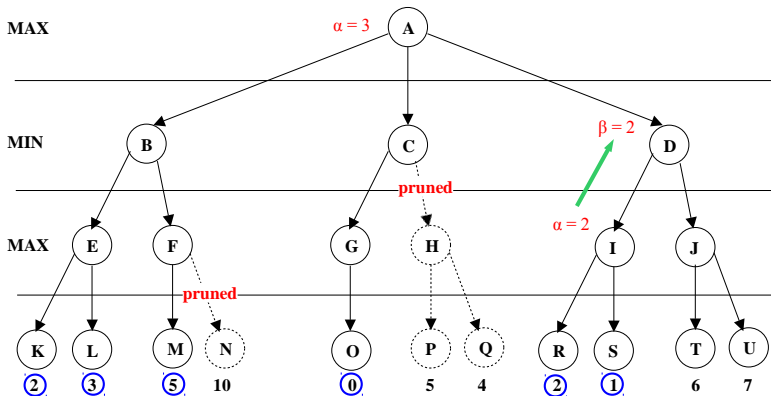 MAX α = 3 A
MIN B C β = 2 D
pruned
α = 2
MAX E F G H I J
pruned
K L M N O P Q R S T U
2 3 5 10 0 5 4 2 1 6 7